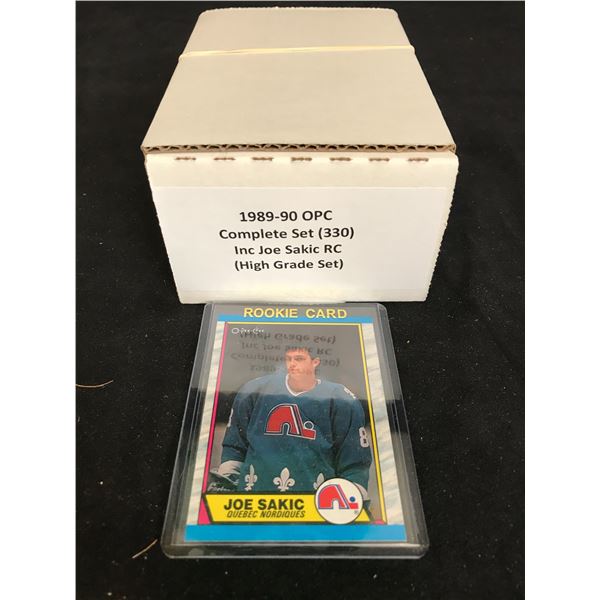 1989-90 OPC
Complete Set (330)
Inc Joe Sakic RC
(High Grade Set)
ROOKIE CARD
O-Pee-Chee
JOE SAKIC
QUEBEC NORDIQUES
8